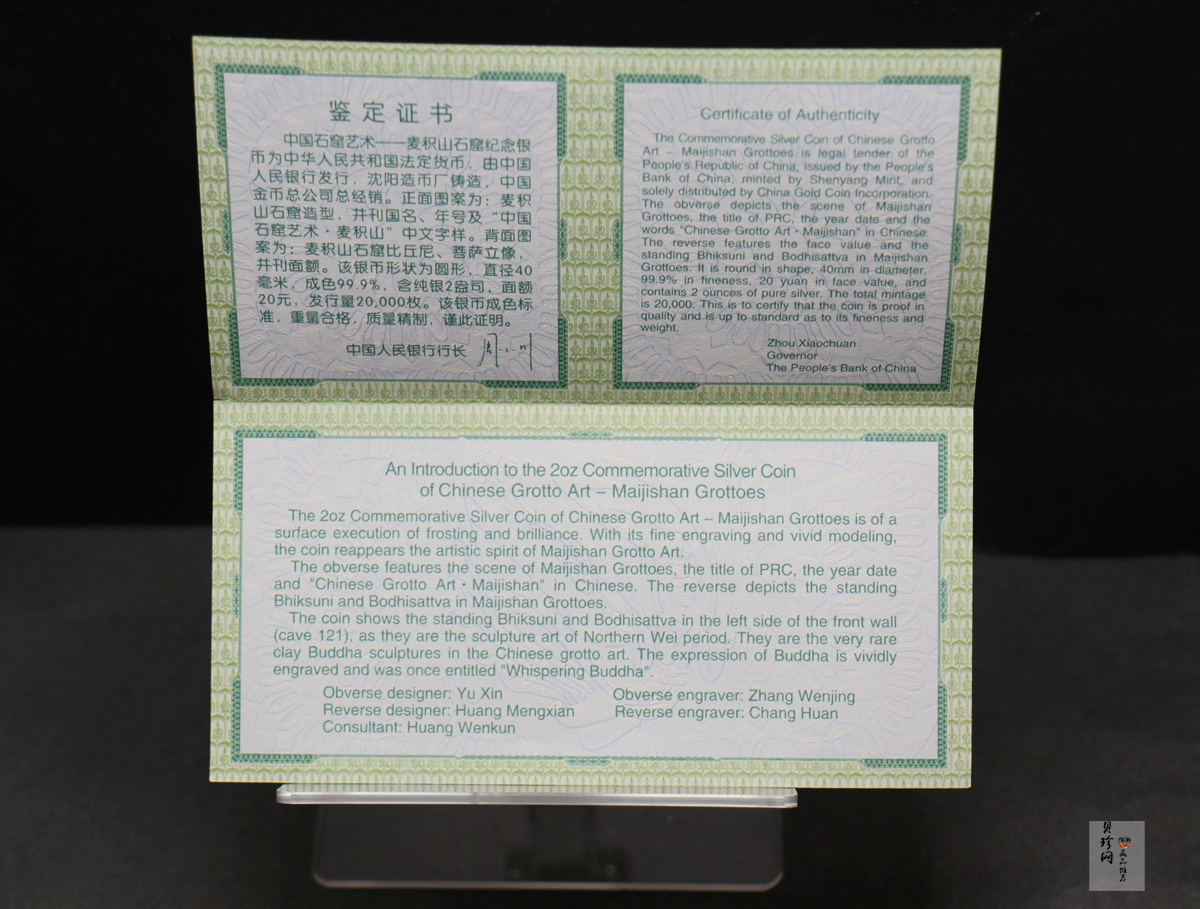 鉴定证书
中国石窟艺术——麦积山石窟纪念银
币为中华人民共和国法定货币，由中国
人民银行发行，沈阳造币厂铸造，中国
金币总公司总经销。正面图案为：麦积
山石窟造型，并刊国名、年号及“中国
石窟艺术·麦积山”中文字样。背面图
案为：麦积山石窟比丘尼、菩萨立像，
并刊面额。该银币形状为圆形，直径40
毫米，成色99.9%，含纯银2盎司，面额
20元，发行量20,000枚。该银币成色标
准，重量合格，质量精制，谨此证明。
中国人民银行行长
Certificate of Authenticity
The Commemorative Silver Coin of Chinese Grotto
Art – Maijishan Grottoes is legal tender of the
People's Republic of China, issued by the People's
Bank of China, minted by Shenyang Mint, and
solely distributed by China Gold Coin Incorporation.
The obverse depicts the scene of Maijishan
Grottoes, the title of PRC, the year date and the
words "Chinese Grotto Art · Maijishan" in Chinese.
The reverse features the face value and the
standing Bhiksuni and Bodhisattva in Maijishan
Grottoes. It is round in shape, 40mm in diameter,
99.9% in fineness, 20 yuan in face value, and
contains 2 ounces of pure silver. The total mintage
is 20,000. This is to certify that the coin is proof in
quality and is up to standard as to its fineness and
weight.
Zhou Xiaochuan
Governor
The People's Bank of China
An Introduction to the 2oz Commemorative Silver Coin
of Chinese Grotto Art – Maijishan Grottoes
The 2oz Commemorative Silver Coin of Chinese Grotto Art – Maijishan Grottoes is of a
surface execution of frosting and brilliance. With its fine engraving and vivid modeling,
the coin reappears the artistic spirit of Maijishan Grotto Art.
The obverse features the scene of Maijishan Grottoes, the title of PRC, the year date
and "Chinese Grotto Art · Maijishan" in Chinese. The reverse depicts the standing
Bhiksuni and Bodhisattva in Maijishan Grottoes.
The coin shows the standing Bhiksuni and Bodhisattva in the left side of the front wall
(cave 121), as they are the sculpture art of Northern Wei period. They are the very rare
clay Buddha sculptures in the Chinese grotto art. The expression of Buddha is vividly
engraved and was once entitled "Whispering Buddha".
Obverse designer: Yu Xin
Obverse engraver: Zhang Wenjing
Reverse designer: Huang Mengxian
Reverse engraver: Chang Huan
Consultant: Huang Wenkun
贝珍网
藏品推荐